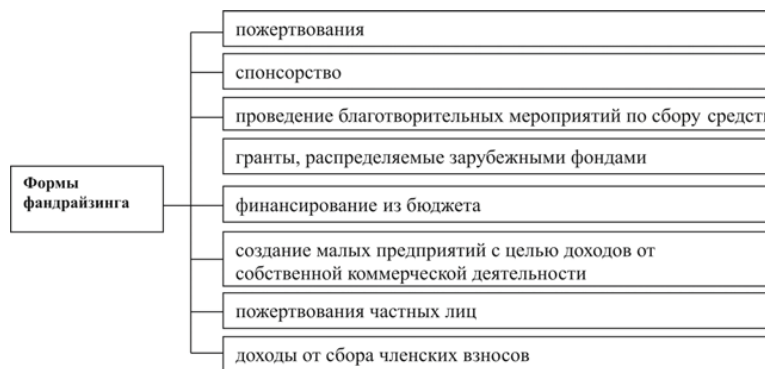 пожертвования
спонсорство
проведение благотворительных мероприятий по сбору средств
гранты, распределяемые зарубежными фондами
Формы
фандрайзинга
финансирование из бюджета
создание малых предприятий с целью доходов от
собственной коммерческой деятельности
пожертвования частных лиц
доходы от сбора членских взносов